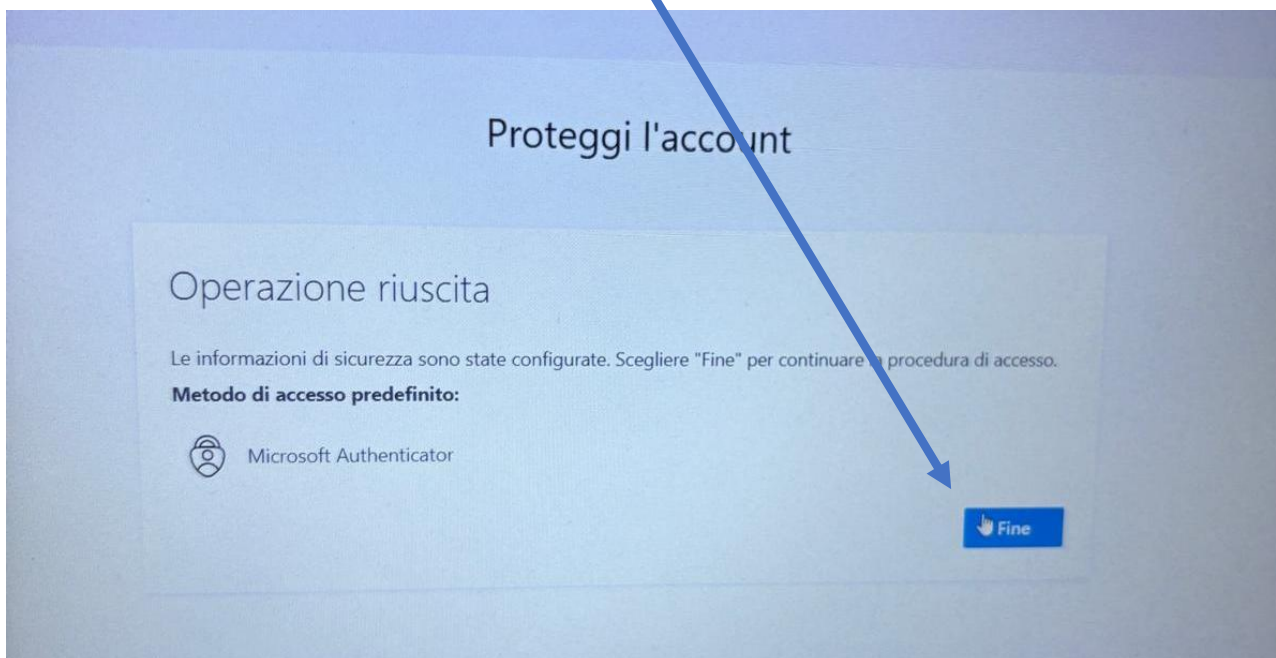 Proteggi l'account
Operazione riuscita
Le informazioni di sicurezza sono state configurate. Scegliere "Fine" per continuare la procedura di accesso.
Metodo di accesso predefinito:
Microsoft Authenticator
Fine